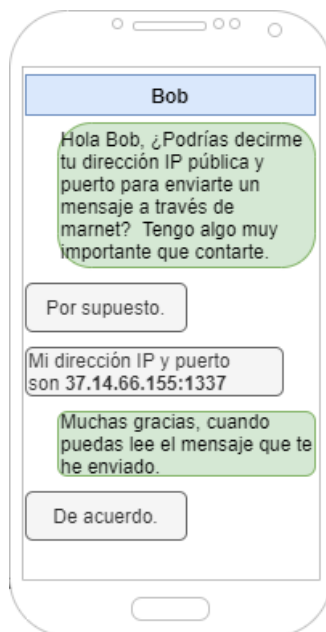 Bob
Hola Bob, ¿Podrías decirme
tu dirección IP pública y
puerto para enviarte un
mensaje a través de
marnet? Tengo algo muy
importante que contarte.
Por supuesto.
Mi dirección IP y puerto
son 37.14.66.155:1337
Muchas gracias, cuando
puedas lee el mensaje que te
he enviado.
De acuerdo.